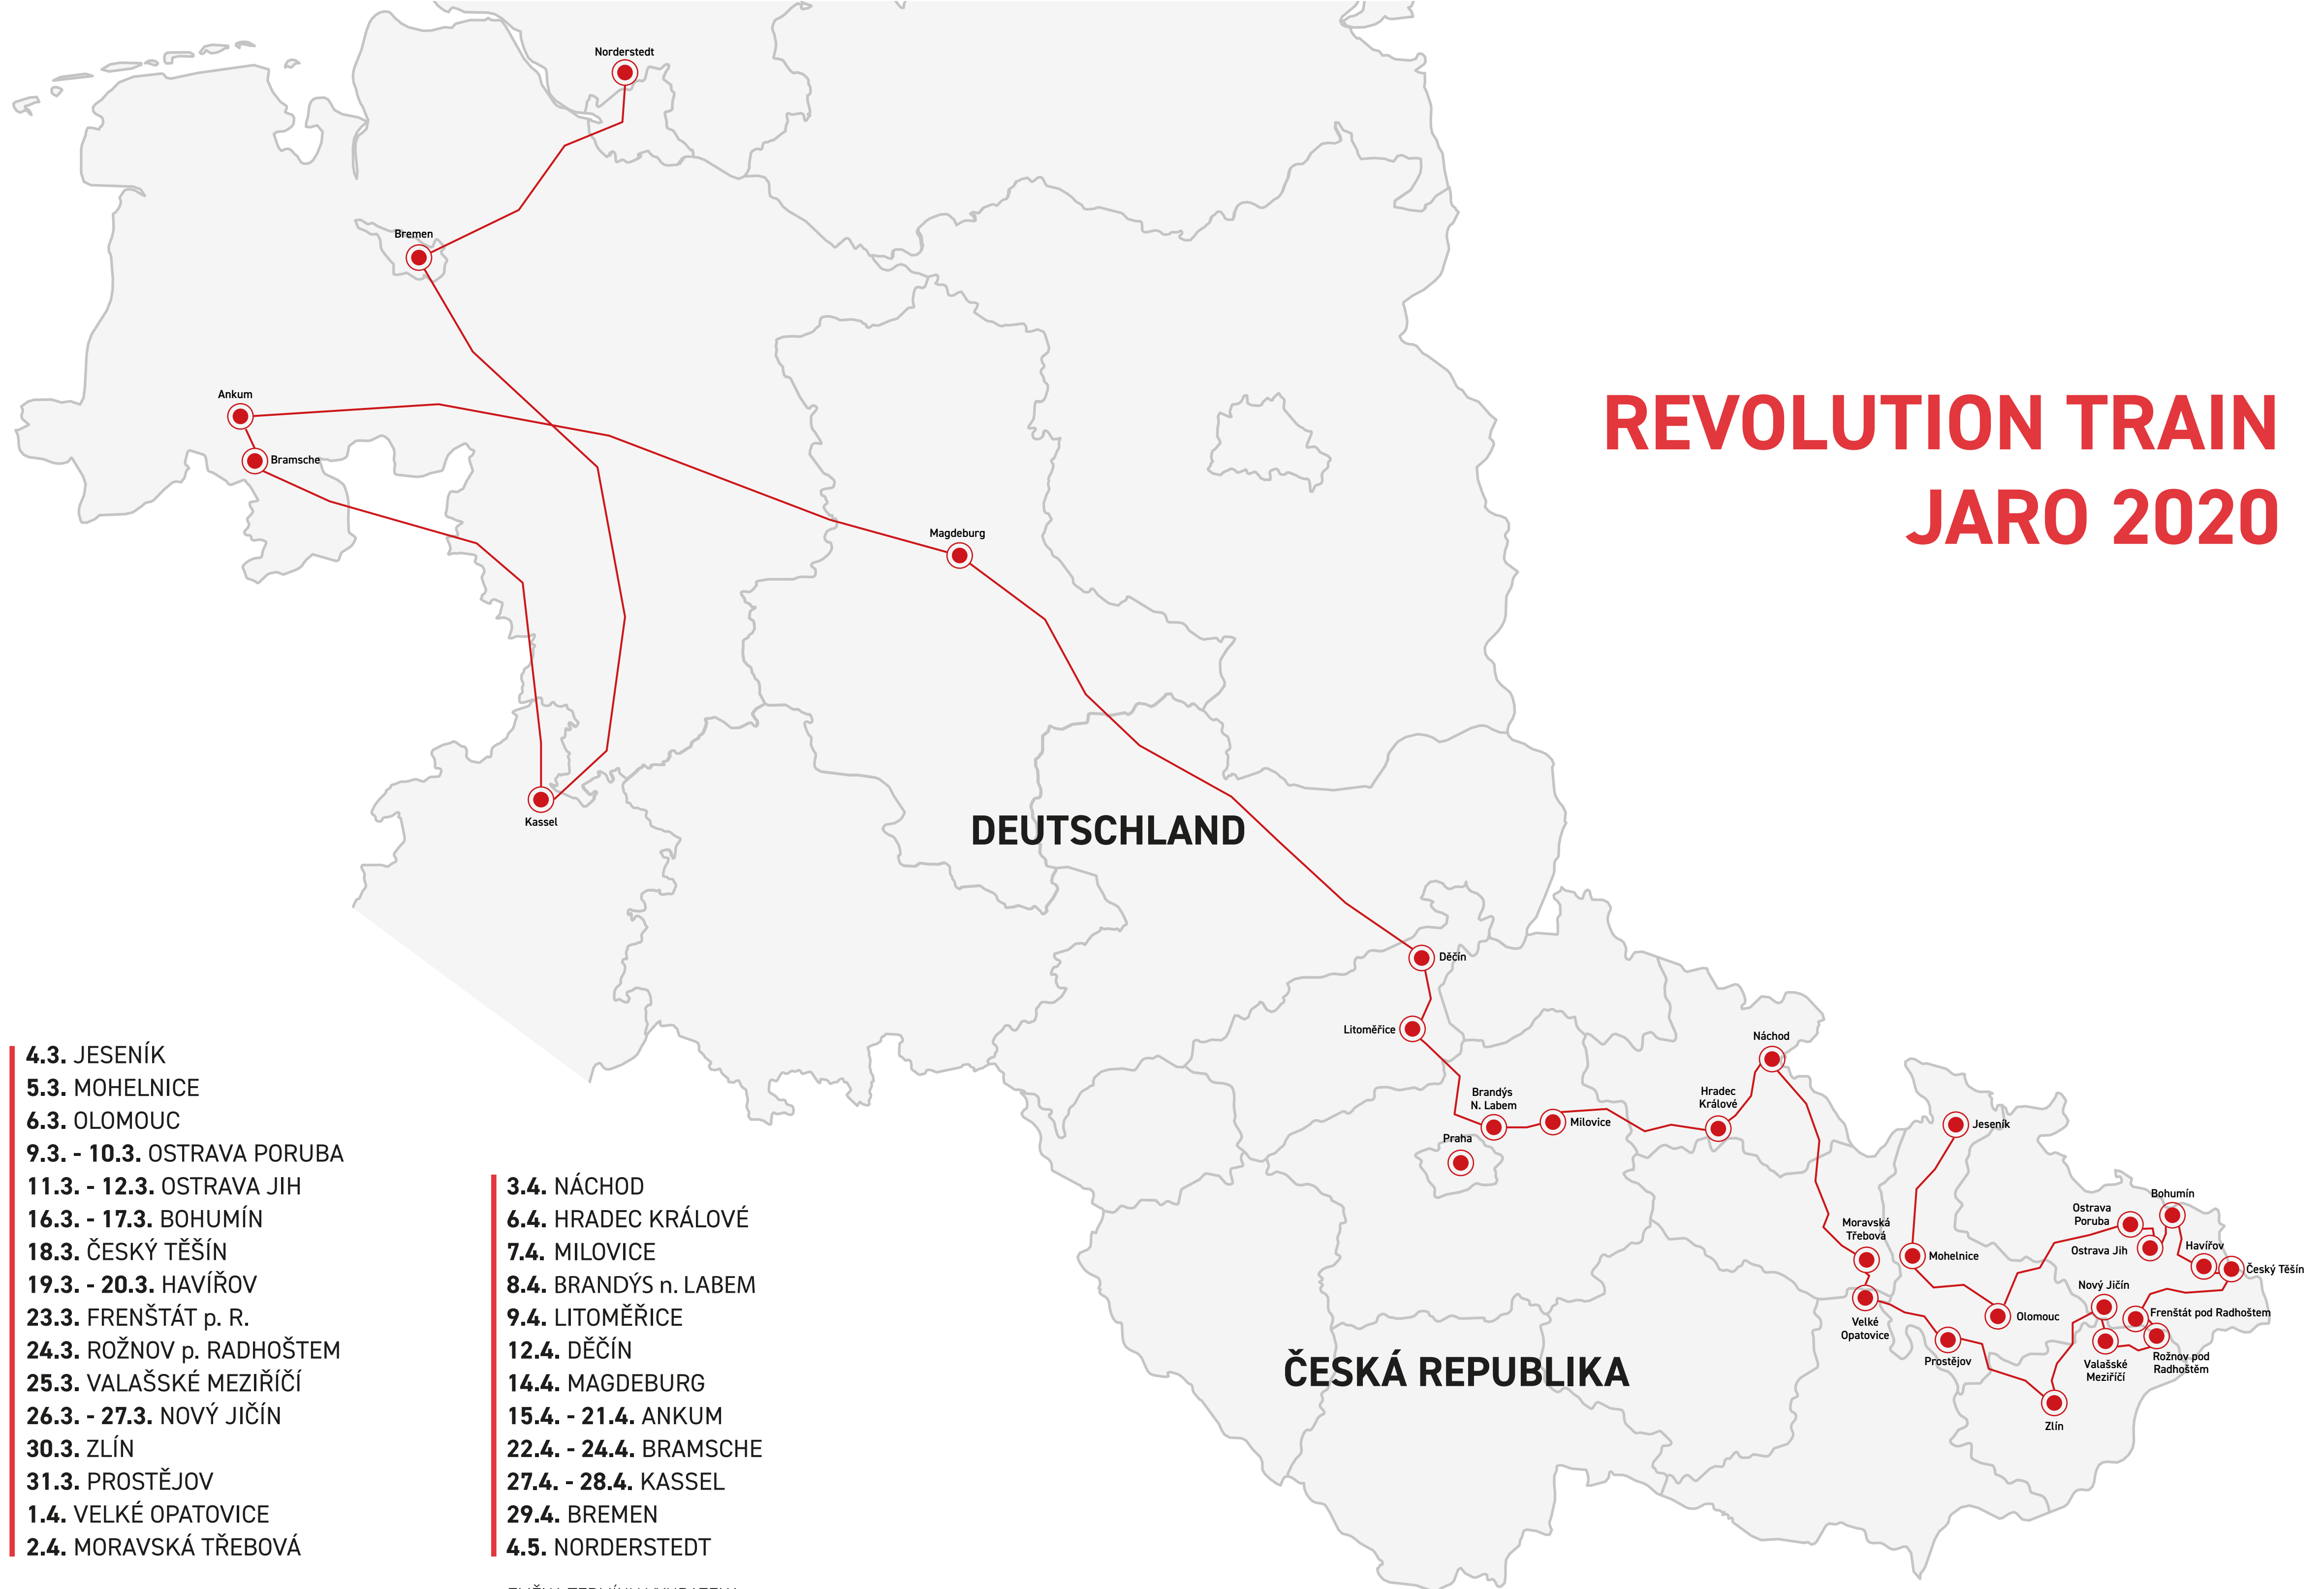 Norderstedt
Bremen
Ankum
Bramsche
REVOLUTION TRAIN
JARO 2020
Magdeburg
Kassel
DEUTSCHLAND
Děčín
Litoměřice
Náchod
Brandýs
N. Labem
Milovice
Hradec
Králové
Praha
Jeseník
Moravská
Třebová
Mohelnice
Ostrava
Poruba
Bohumín
Ostrava Jih
Havířov
Český Těšín
Nový Jičín
Frenštát pod Radhoštem
Velké
Opatovice
Olomouc
Prostějov
Valašské
Meziříčí
Rožnov pod
Radhoštěm
Zlín
ČESKÁ REPUBLIKA
4.3. JESENÍK
5.3. MOHELNICE
6.3. OLOMOUC
9.3. - 10.3. OSTRAVA PORUBA
11.3. - 12.3. OSTRAVA JIH
16.3. - 17.3. BOHUMÍN
18.3. ČESKÝ TĚŠÍN
19.3. - 20.3. HAVÍŘOV
23.3. FRENŠTÁT p. R.
24.3. ROŽNOV p. RADHOŠTEM
25.3. VALAŠSKÉ MEZIŘÍČÍ
26.3. - 27.3. NOVÝ JIČÍN
30.3. ZLÍN
31.3. PROSTĚJOV
1.4. VELKÉ OPATOVICE
2.4. MORAVSKÁ TŘEBOVÁ
3.4. NÁCHOD
6.4. HRADEC KRÁLOVÉ
7.4. MILOVICE
8.4. BRANDÝS n. LABEM
9.4. LITOMĚŘICE
12.4. DĚČÍN
14.4. MAGDEBURG
15.4. - 21.4. ANKUM
22.4. - 24.4. BRAMSCHE
27.4. - 28.4. KASSEL
29.4. BREMEN
4.5. NORDERSTEDT